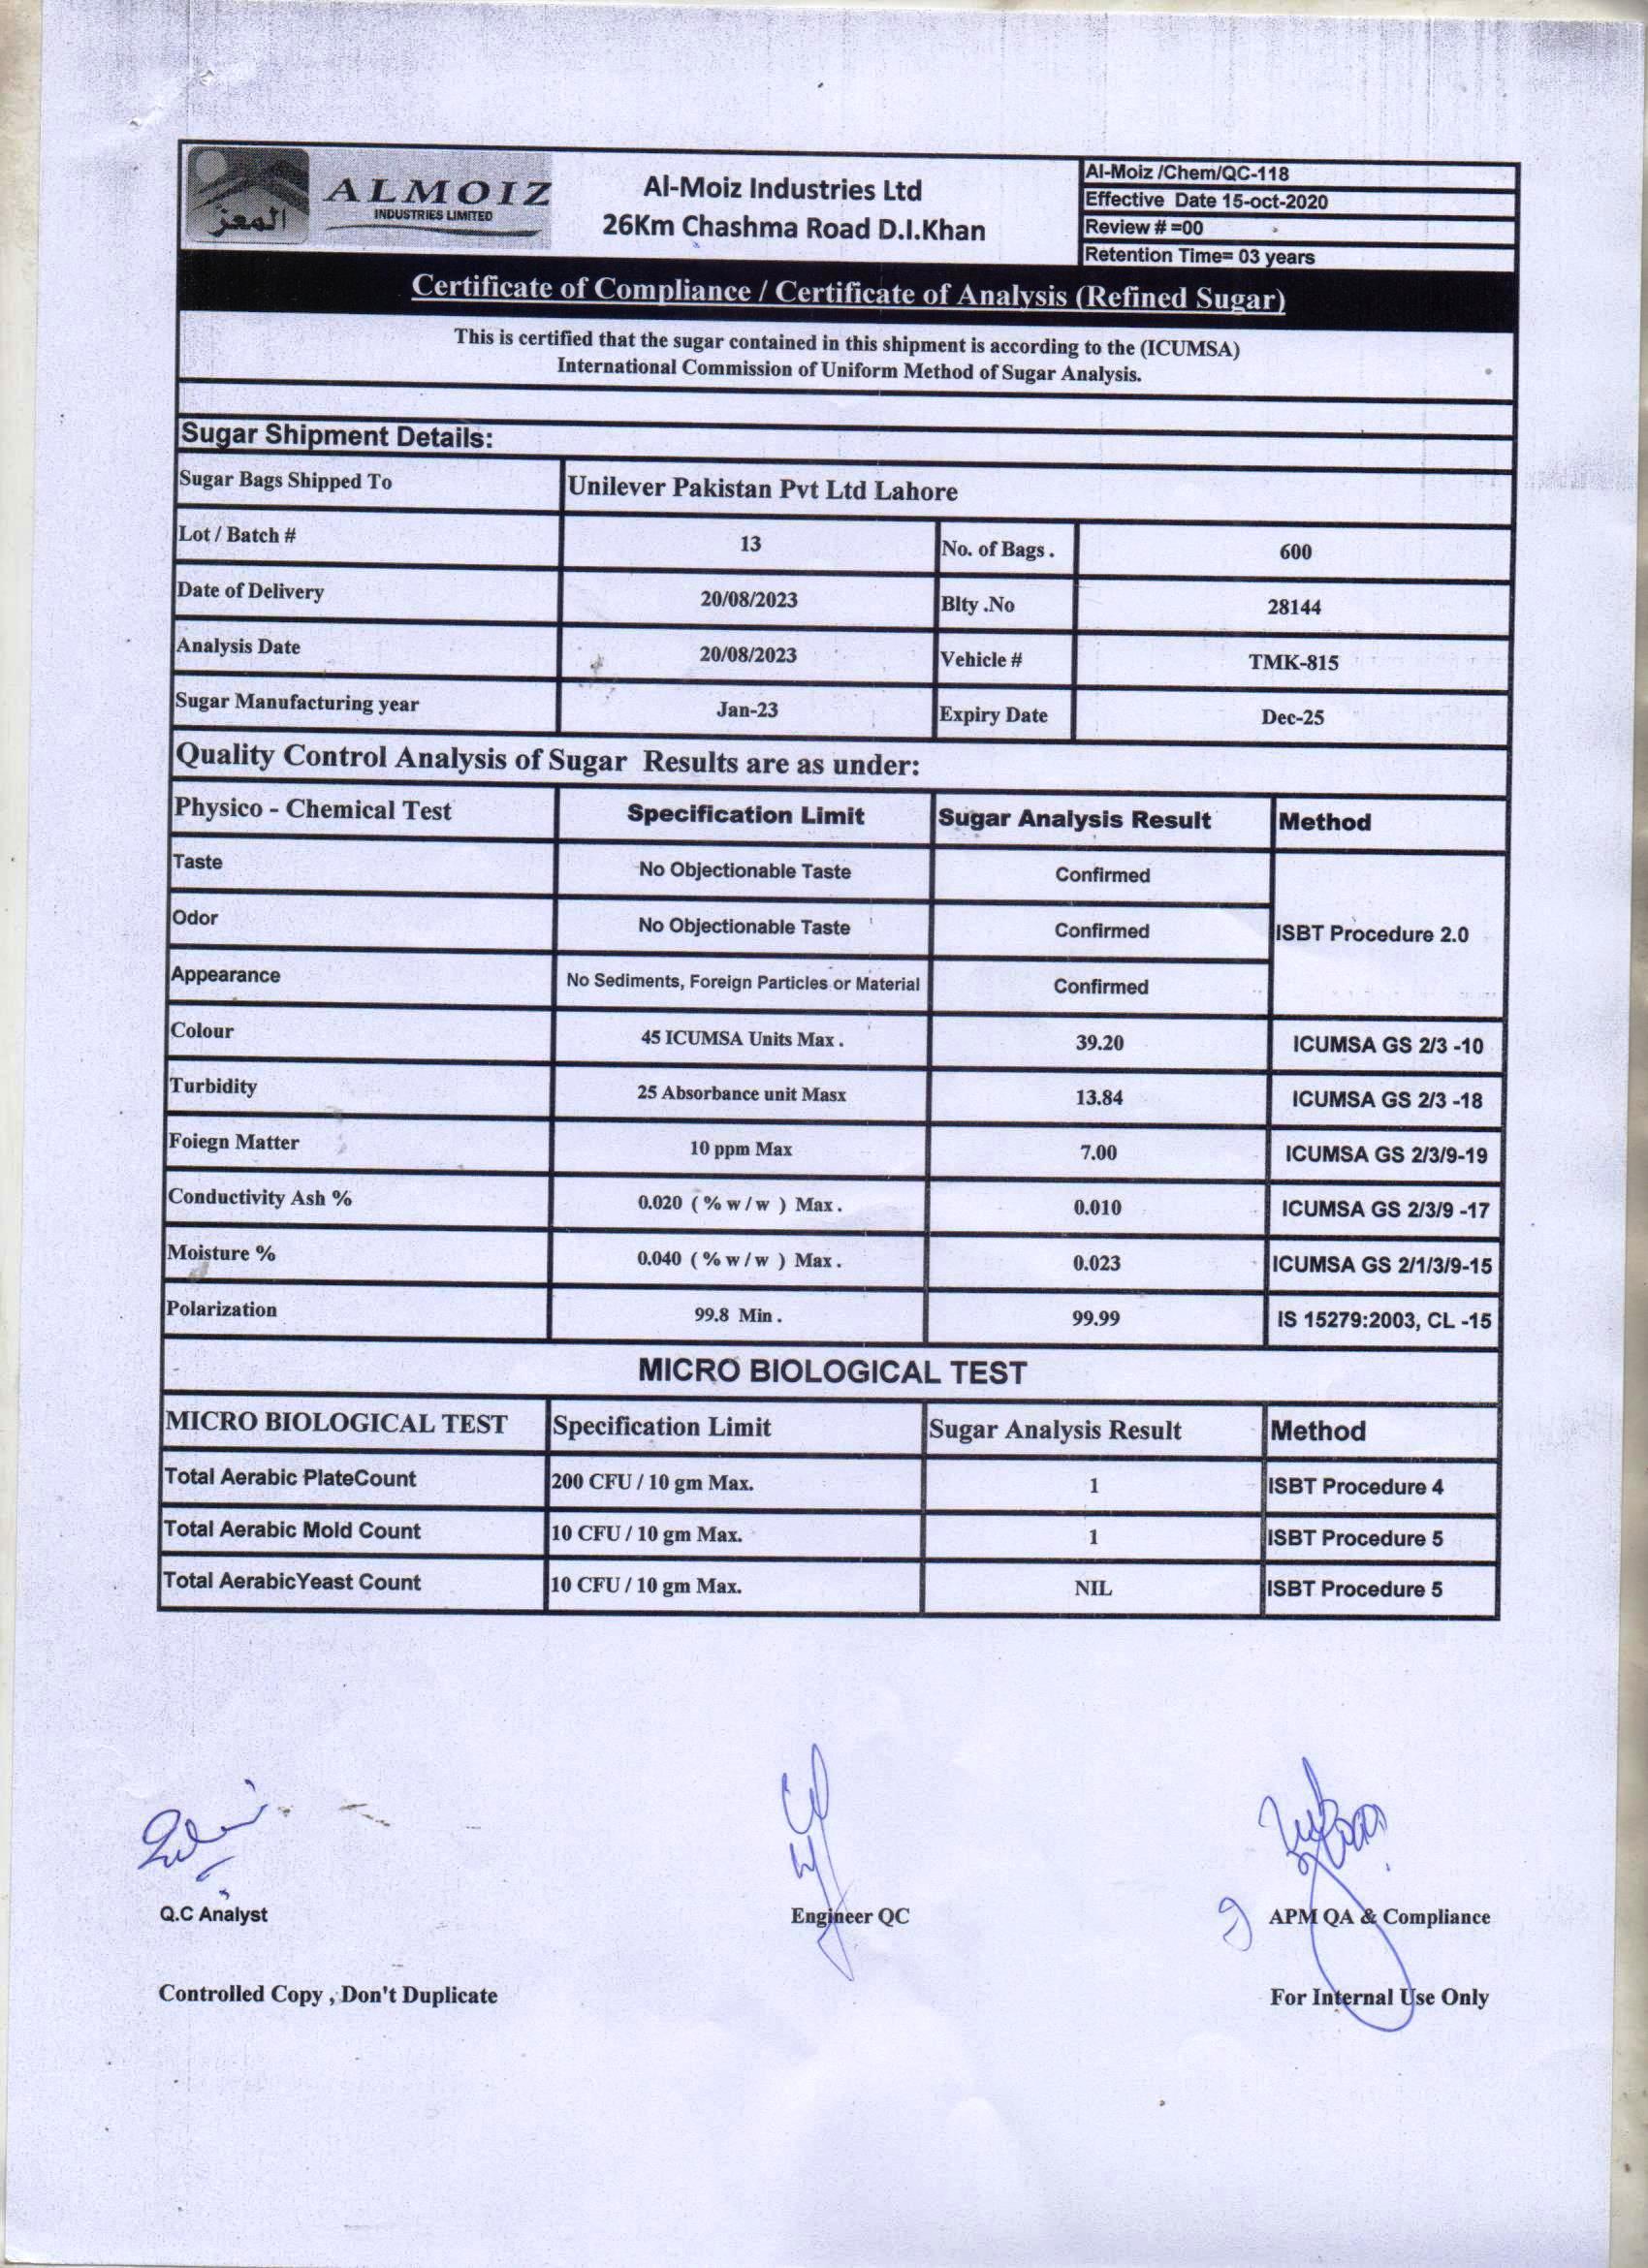 المعز
ALMOIZ
INDUSTRIES LIMITED
Al-Moiz Industries Ltd
26Km Chashma Road D.I.Khan
Al-Moiz /Chem/QC-118
Effective Date 15-oct-2020
Review # =00
Retention Time= 03 years
Certificate of Compliance / Certificate of Analysis (Refined Sugar)
This is certified that the sugar contained in this shipment is according to the (ICUMSA)
International Commission of Uniform Method of Sugar Analysis.
Sugar Shipment Details:
Sugar Bags Shipped To Unilever Pakistan Pvt Ltd Lahore
Lot / Batch # 13 No. of Bags . 600
Date of Delivery 20/08/2023 Blty .No 28144
Analysis Date 20/08/2023 Vehicle # TMK-815
Sugar Manufacturing year Jan-23 Expiry Date Dec-25
Quality Control Analysis of Sugar Results are as under:
Physico - Chemical Test Specification Limit Sugar Analysis Result Method
Taste No Objectionable Taste Confirmed
Odor No Objectionable Taste Confirmed ISBT Procedure 2.0
Appearance No Sediments, Foreign Particles or Material Confirmed
Colour 45 ICUMSA Units Max . 39.20 ICUMSA GS 2/3 -10
Turbidity 25 Absorbance unit Masx 13.84 ICUMSA GS 2/3 -18
Foiegn Matter 10 ppm Max 7.00 ICUMSA GS 2/3/9-19
Conductivity Ash % 0.020 ( % w / w ) Max . 0.010 ICUMSA GS 2/3/9 -17
Moisture % 0.040 ( % w / w ) Max . 0.023 ICUMSA GS 2/1/3/9-15
Polarization 99.8 Min . 99.99 IS 15279:2003, CL -15
MICRO BIOLOGICAL TEST
MICRO BIOLOGICAL TEST Specification Limit Sugar Analysis Result Method
Total Aerabic PlateCount 200 CFU / 10 gm Max. 1 ISBT Procedure 4
Total Aerabic Mold Count 10 CFU / 10 gm Max. 1 ISBT Procedure 5
Total AerabicYeast Count 10 CFU / 10 gm Max. NIL ISBT Procedure 5
Q.C Analyst Engineer QC APM QA & Compliance
Controlled Copy , Don't Duplicate For Internal Use Only